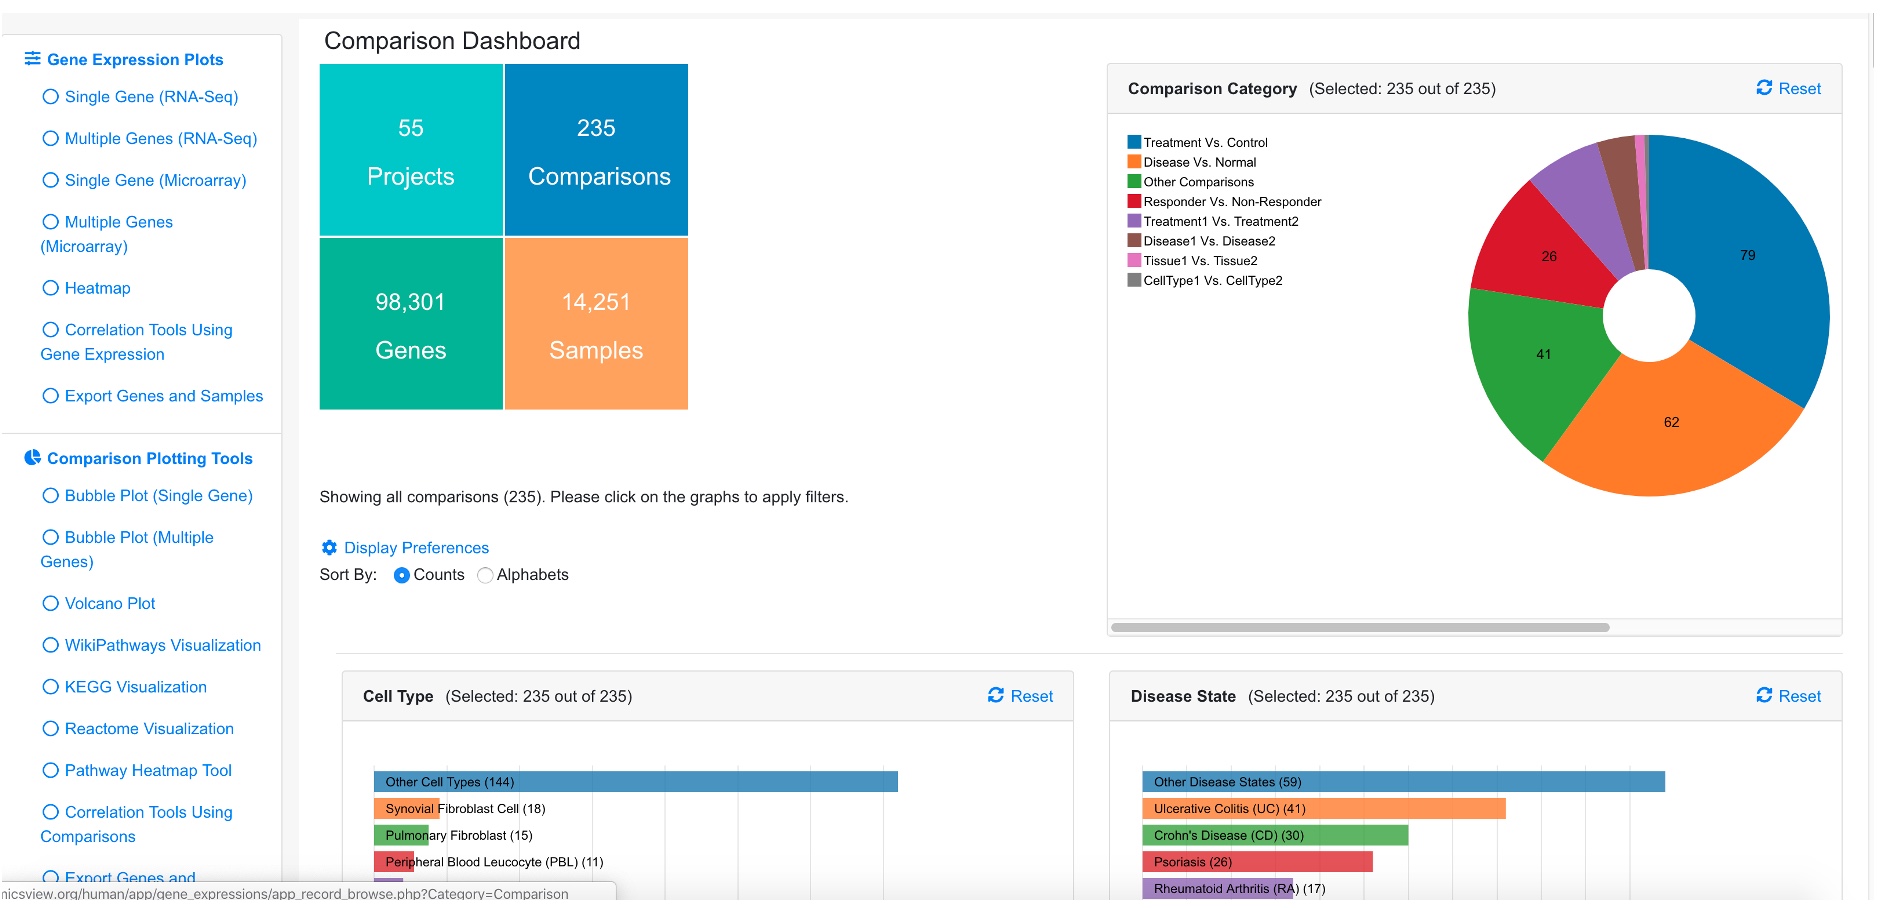 Gene Expression Plots
Single Gene (RNA-Seq)
Multiple Genes (RNA-Seq)
Single Gene (Microarray)
Multiple Genes
(Microarray)
Heatmap
Correlation Tools Using
Gene Expression
Export Genes and Samples
Comparison Plotting Tools
Bubble Plot (Single Gene)
Bubble Plot (Multiple
Genes)
Volcano Plot
WikiPathways Visualization
KEGG Visualization
Reactome Visualization
Pathway Heatmap Tool
Correlation Tools Using
Comparisons
Export Genes and
nicsview.org/human/app/gene_expressions/app_record_browse.php?Category=Comparison
Comparison Dashboard
55
Projects
235
Comparisons
98,301
Genes
14,251
Samples
Showing all comparisons (235). Please click on the graphs to apply filters.
Display Preferences
Sort By: Counts Alphabets
Comparison Category (Selected: 235 out of 235) Reset
Treatment Vs. Control
Disease Vs. Normal
Other Comparisons
Responder Vs. Non-Responder
Treatment1 Vs. Treatment2
Disease1 Vs. Disease2
Tissue1 Vs. Tissue2
CellType1 Vs. CellType2
79
26
41
62
Cell Type (Selected: 235 out of 235) Reset
Other Cell Types (144)
Synovial Fibroblast Cell (18)
Pulmonary Fibroblast (15)
Peripheral Blood Leucocyte (PBL) (11)
Disease State (Selected: 235 out of 235) Reset
Other Disease States (59)
Ulcerative Colitis (UC) (41)
Crohn's Disease (CD) (30)
Psoriasis (26)
Rheumatoid Arthritis (RA) (17)